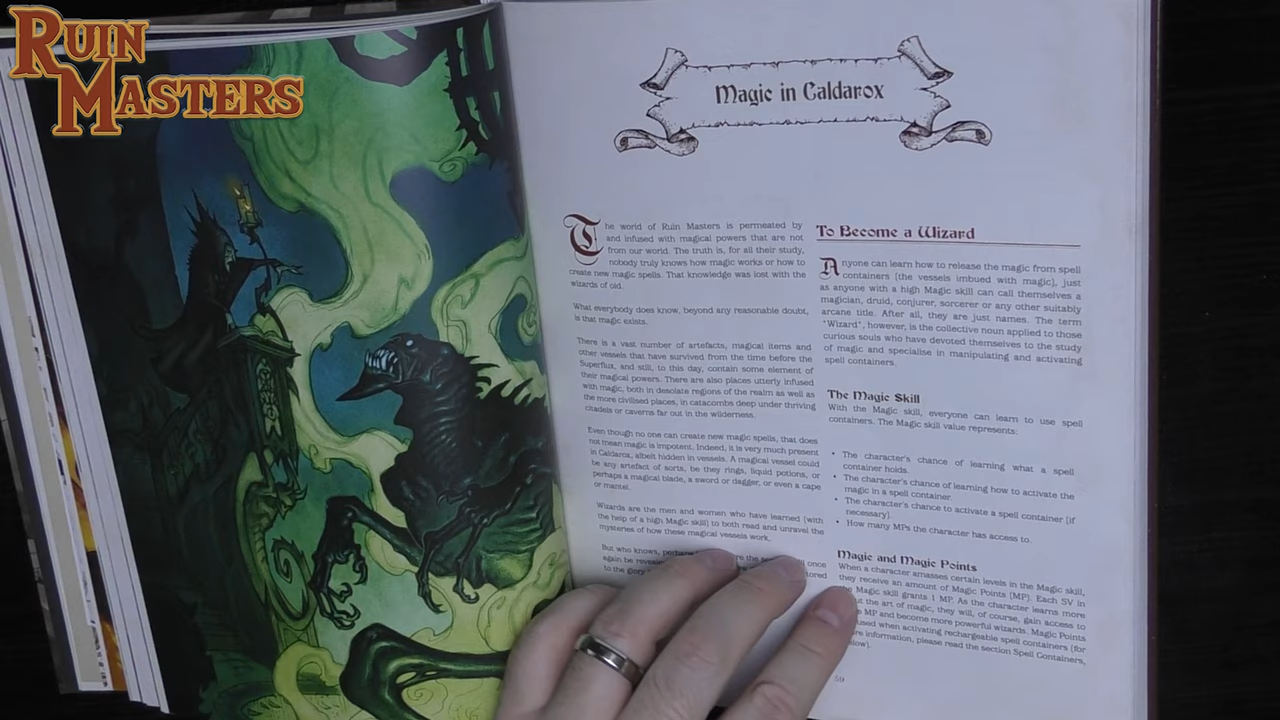 RUIN
MASTERS
Magic in Caldarox
The world of Ruin Masters is permeated by
and infused with magical powers that are not
from our world. The truth is, for all their study,
nobody truly knows how magic works or how to
create new magic spells. That knowledge was lost with the
wizards of old.
What everybody does know, beyond any reasonable doubt,
is that magic exists.
There is a vast number of artefacts, magical items and
other vessels that have survived from the time before the
Superflux, and still, to this day, contain some element of
their magical powers. There are also places utterly infused
with magic, both in desolate regions of the realm as well as
the more civilised places, in catacombs deep under thriving
citadels or caverns far out in the wilderness.
Even though no one can create new magic spells, that does
not mean magic is impotent. Indeed, it is very much present
in Caldarox, albeit hidden in vessels. A magical vessel could
be any artefact of sorts, be they rings, liquid potions, or
perhaps a magical blade, a sword or dagger, or even a cape
or mantel.
Wizards are the men and women who have learned (with
the help of a high Magic skill) to both read and unravel the
mysteries of how these magical vessels work.
But who knows, perhaps the once
again be
to the glory
To Become a Wizard
Anyone can learn how to release the magic from spell
containers (the vessels imbued with magic), just
as anyone with a high Magic skill can call themselves a
magician, druid, conjurer, sorcerer or any other suitably
arcane title. After all, they are just names. The term
"Wizard", however, is the collective noun applied to those
curious souls who have devoted themselves to the study
of magic and specialise in manipulating and activating
spell containers.
The Magic Skill
With the Magic skill, everyone can learn to use spell
containers. The Magic skill value represents:
• The character's chance of learning what a spell
container holds.
• The character's chance of learning how to activate the
magic in a spell container.
• The character's chance to activate a spell container (if
necessary).
• How many MPs the character has access to.
Magic and Magic Points
When a character amasses certain levels in the Magic skill,
they receive an amount of Magic Points (MP). Each SV in
Magic skill grants 1 MP. As the character learns more
the art of magic, they will, of course, gain access to
MP and become more powerful wizards. Magic Points
used when activating rechargeable spell containers (for
information, please read the section Spell Containers,
59